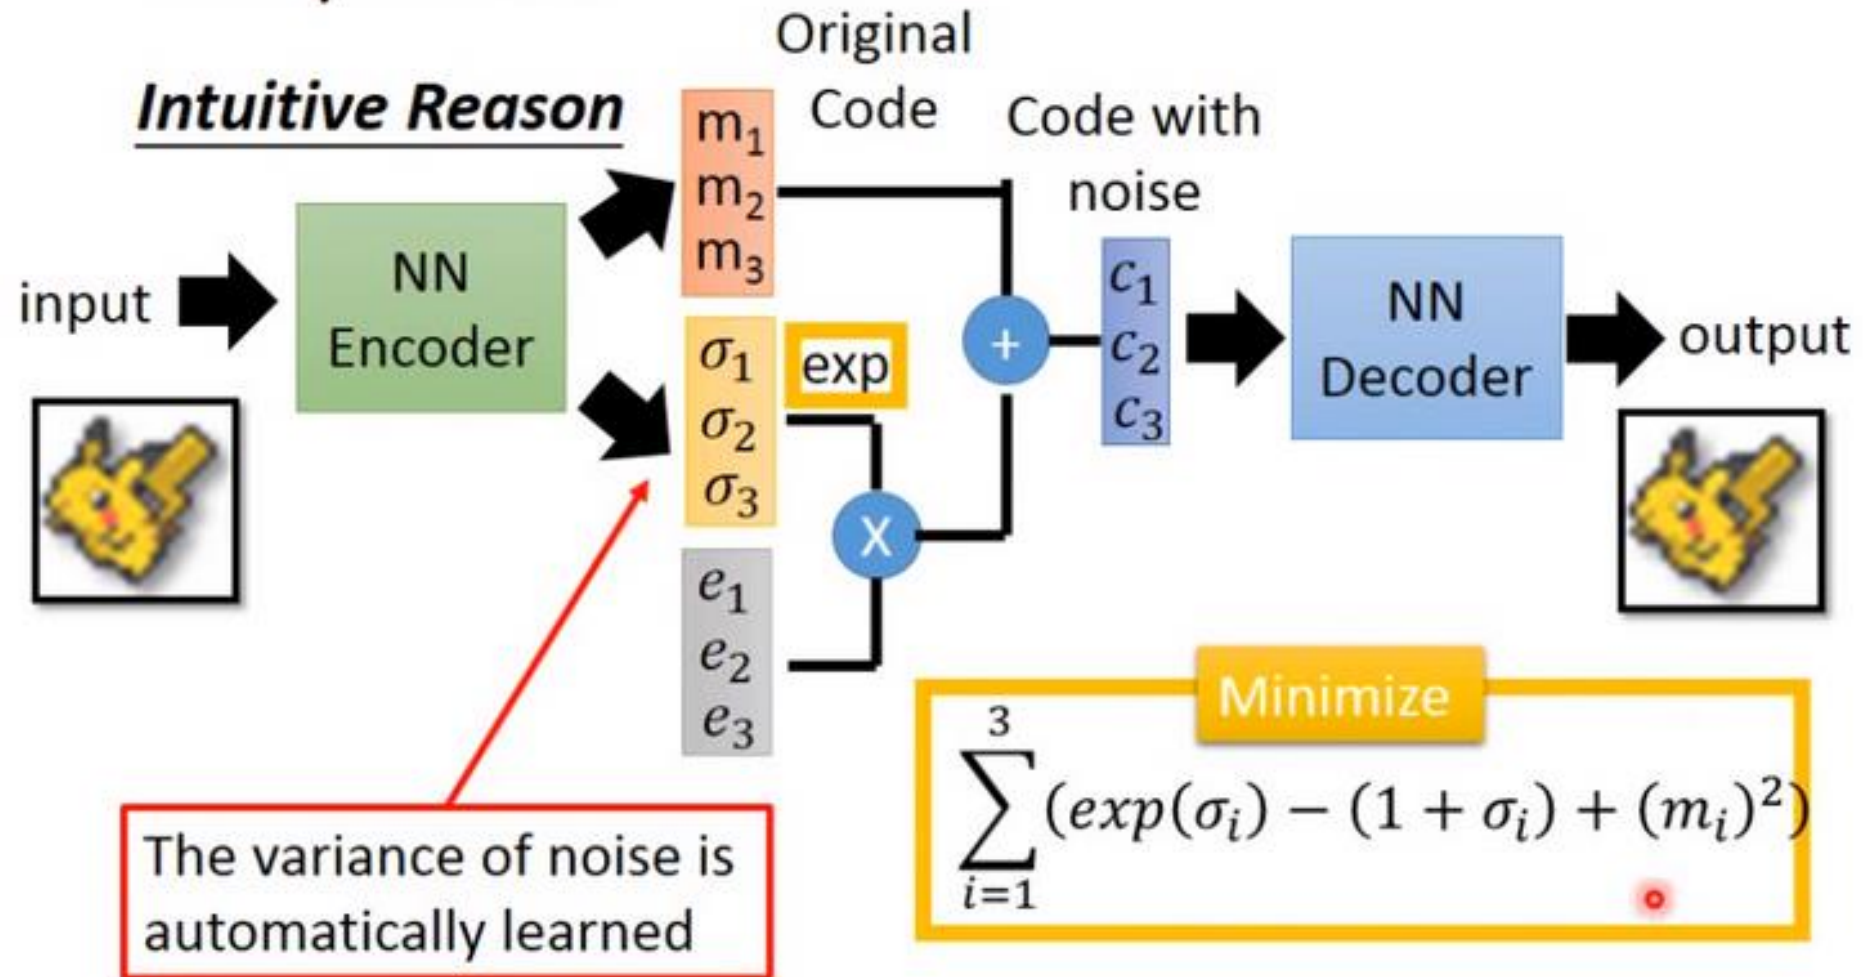 Intuitive Reason
Original
Code
Code with
noise
input
NN
Encoder
m₁
m₂
m₃
σ₁
σ₂
σ₃
exp
e₁
e₂
e₃
+
X
c₁
c₂
c₃
NN
Decoder
output
Minimize
∑³ᵢ₌₁ (exp(σᵢ) − (1 + σᵢ) + (mᵢ)²)
The variance of noise is
automatically learned